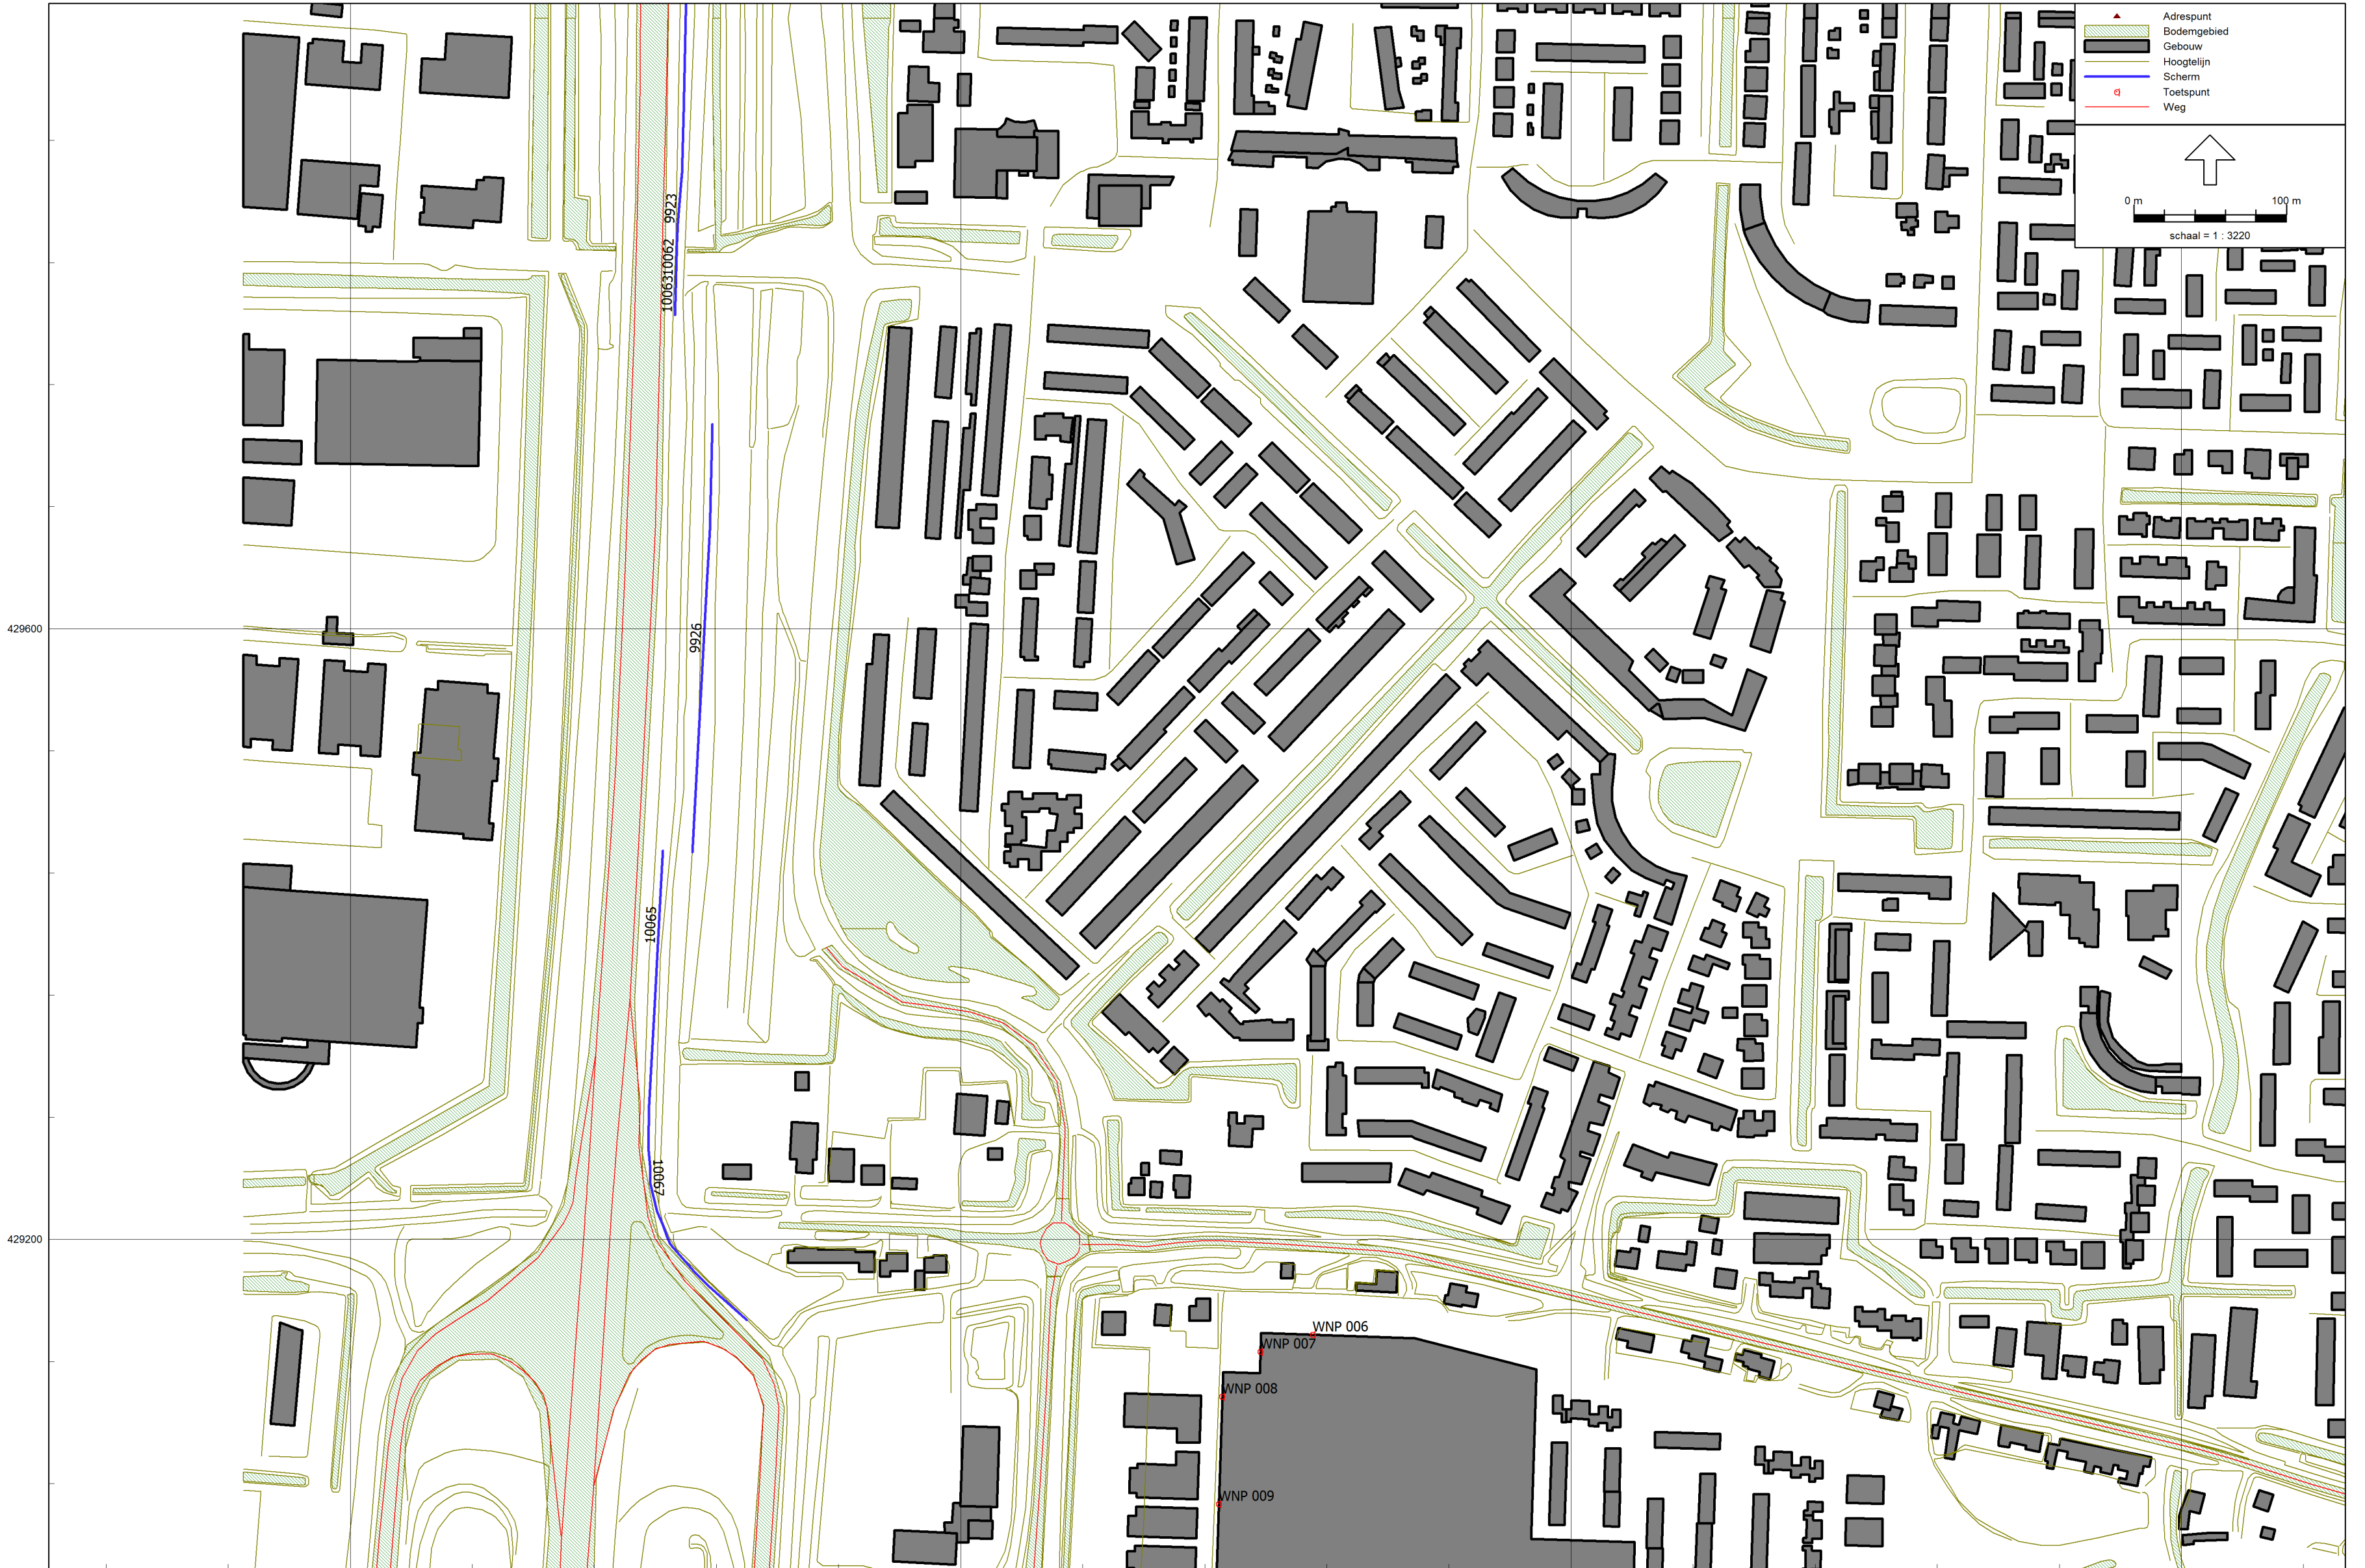 Adrespunt
Bodemgebied
Gebouw
Hoogtelijn
Scherm
Toetspunt
Weg
0 m 100 m
schaal = 1 : 3220
9923
10062
10063
9926
429600
10065
10067
429200
WNP 006
WNP 007
WNP 008
WNP 009